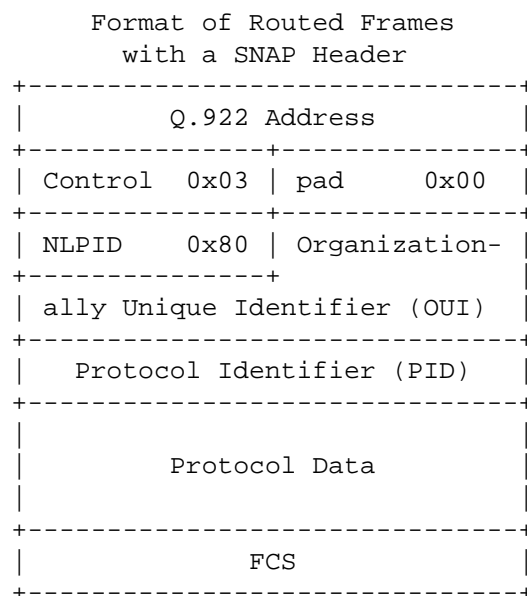 Format of Routed Frames
with a SNAP Header
+-------------------------------+
|         Q.922 Address         |
+---------------+---------------+
| Control  0x03 | pad      0x00 |
+---------------+---------------+
| NLPID    0x80 | Organization- |
+---------------+               |
| ally Unique Identifier (OUI)  |
+-------------------------------+
|   Protocol Identifier (PID)   |
+-------------------------------+
|                               |
|         Protocol Data         |
|                               |
+-------------------------------+
|              FCS              |
+-------------------------------+